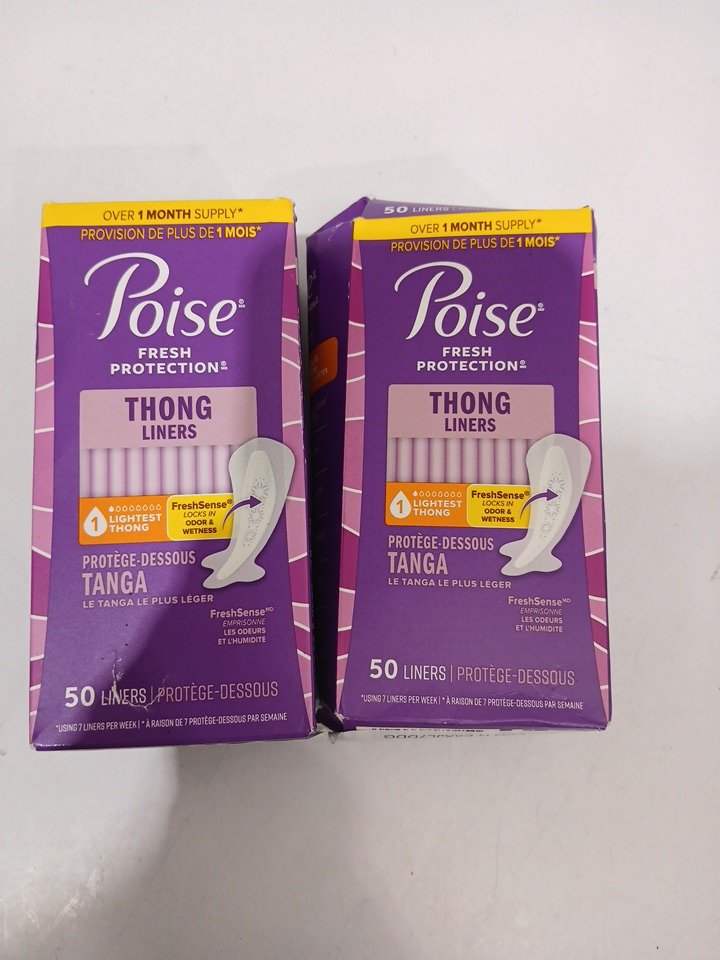 OVER 1 MONTH SUPPLY*
PROVISION DE PLUS DE 1 MOIS*
Poise MD
FRESH
PROTECTION®
THONG
LINERS
1
LIGHTEST
THONG
FreshSense®
LOCKS IN
ODOR &
WETNESS
PROTÈGE-DESSOUS
TANGA
LE TANGA LE PLUS LÉGER
FreshSense MD
EMPRISONNE
LES ODEURS
ET L'HUMIDITÉ
50 LINERS | PROTÈGE-DESSOUS
*USING 7 LINERS PER WEEK | * À RAISON DE 7 PROTÈGE-DESSOUS PAR SEMAINE
50 LINERS
OVER 1 MONTH SUPPLY*
PROVISION DE PLUS DE 1 MOIS*
Poise MD
FRESH
PROTECTION®
THONG
LINERS
1
LIGHTEST
THONG
FreshSense®
LOCKS IN
ODOR &
WETNESS
PROTÈGE-DESSOUS
TANGA
LE TANGA LE PLUS LÉGER
FreshSense MD
EMPRISONNE
LES ODEURS
ET L'HUMIDITÉ
50 LINERS | PROTÈGE-DESSOUS
*USING 7 LINERS PER WEEK | * À RAISON DE 7 PROTÈGE-DESSOUS PAR SEMAINE